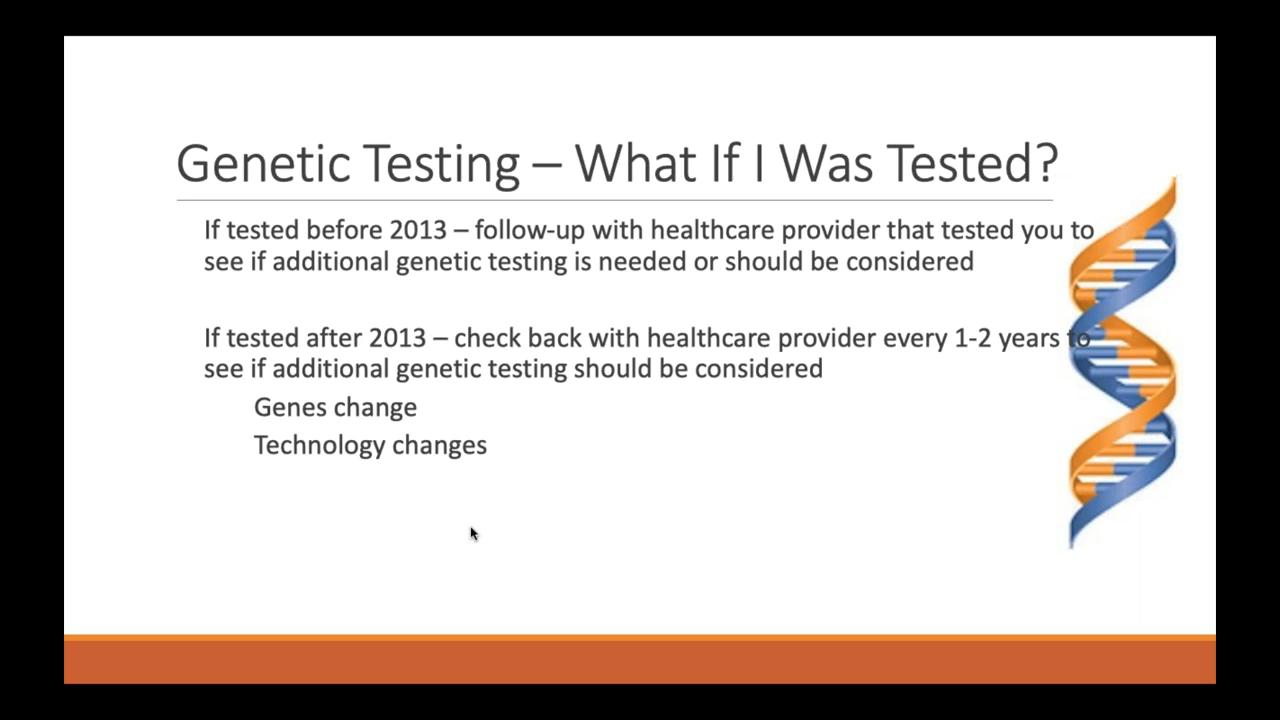 Genetic Testing – What If I Was Tested?
If tested before 2013 – follow-up with healthcare provider that tested you to
see if additional genetic testing is needed or should be considered
If tested after 2013 – check back with healthcare provider every 1-2 years to
see if additional genetic testing should be considered
Genes change
Technology changes